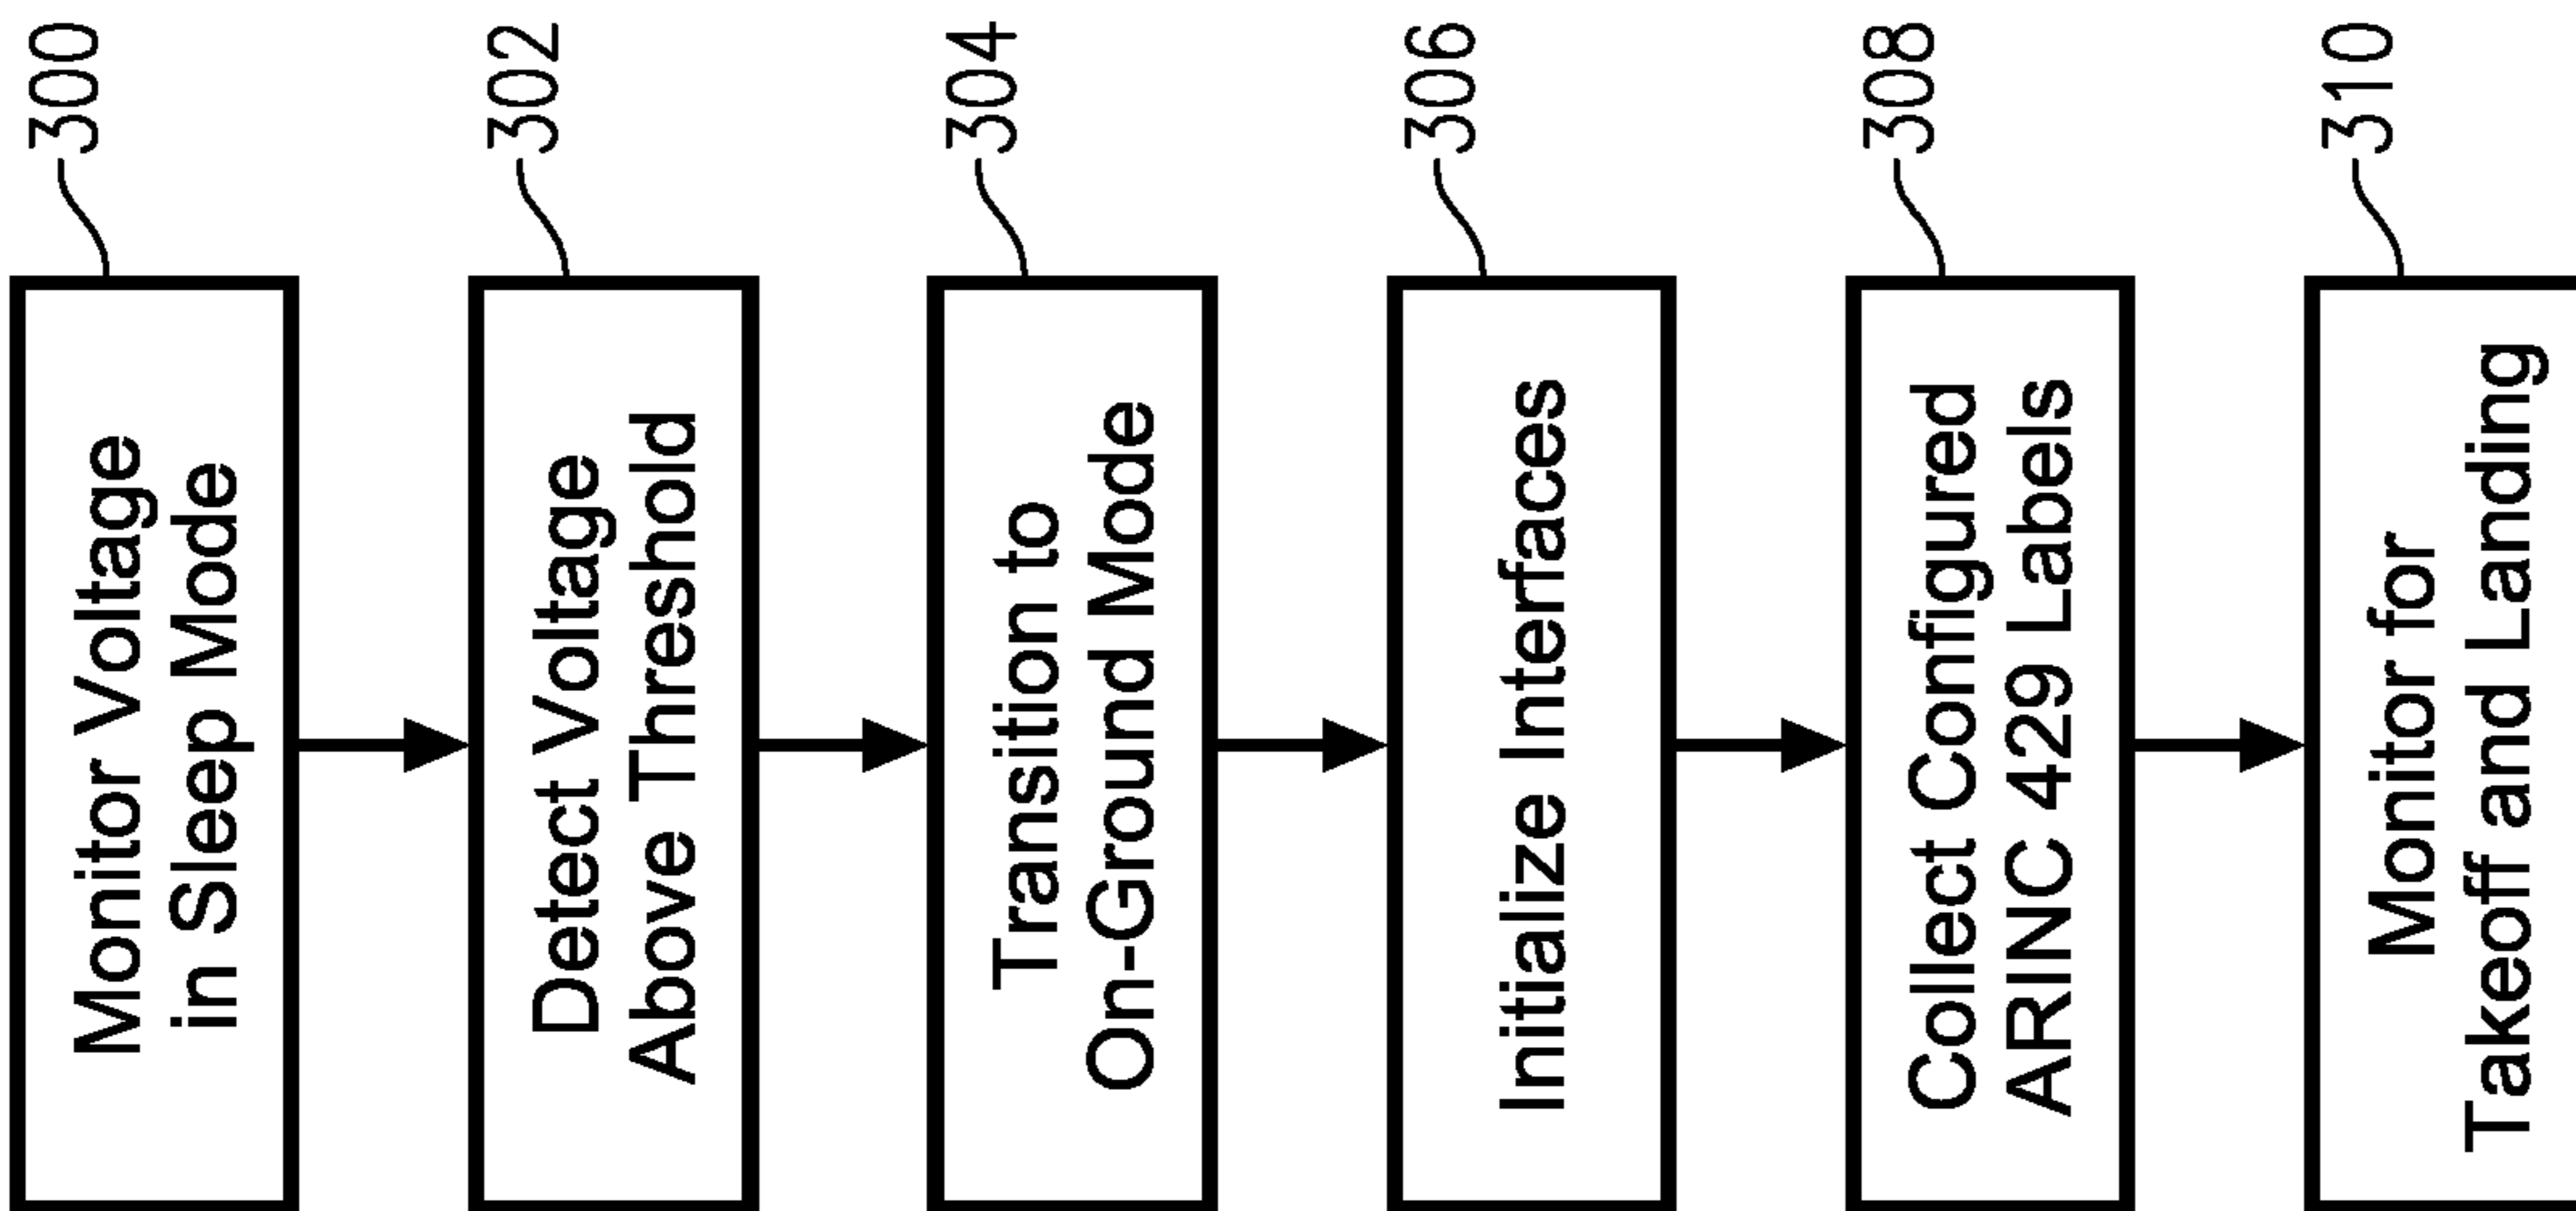 Monitor Voltage
in Sleep Mode
300
Detect Voltage
Above Threshold
302
Transition to
On-Ground Mode
304
Initialize Interfaces
306
Collect Configured
ARINC 429 Labels
308
Monitor for
Takeoff and Landing
310